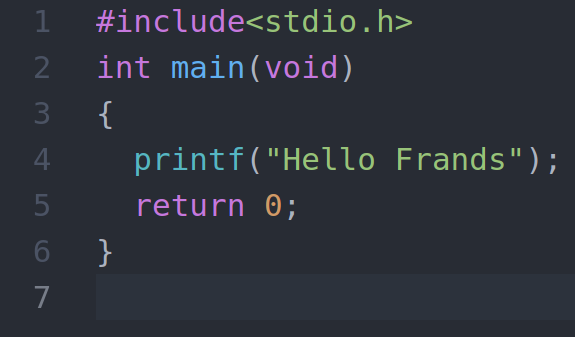 1 #include<stdio.h>
2 int main(void)
3 {
4   printf("Hello Frands");
5   return 0;
6 }
7